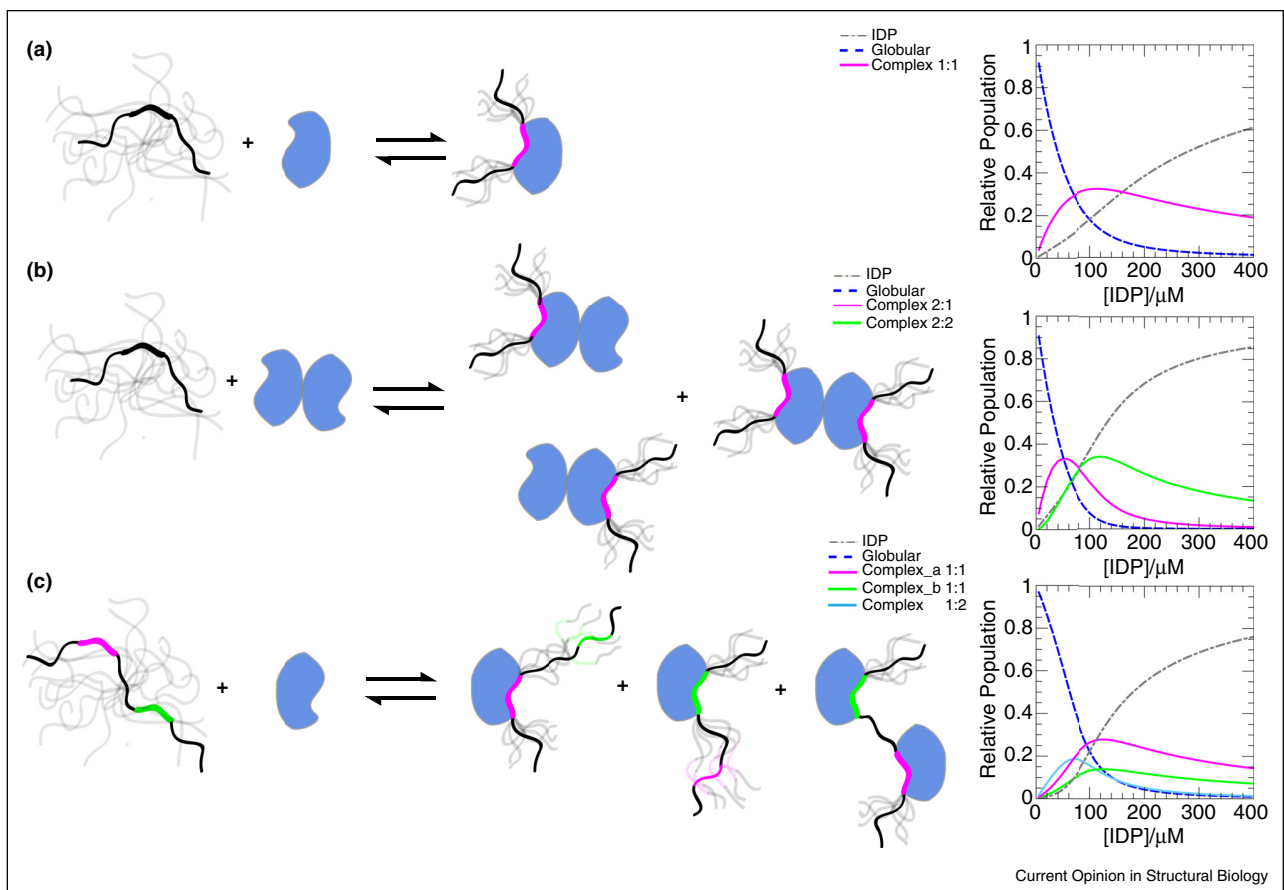 (a)
+
IDP
Globular
Complex 1:1
Relative Population
1
0.8
0.6
0.4
0.2
0
0 100 200 300 400
[IDP]/μM
(b)
+
+
IDP
Globular
Complex 2:1
Complex 2:2
Relative Population
1
0.8
0.6
0.4
0.2
0
0 100 200 300 400
[IDP]/μM
(c)
+
+
+
IDP
Globular
Complex_a 1:1
Complex_b 1:1
Complex 1:2
Relative Population
1
0.8
0.6
0.4
0.2
0
0 100 200 300 400
[IDP]/μM
Current Opinion in Structural Biology